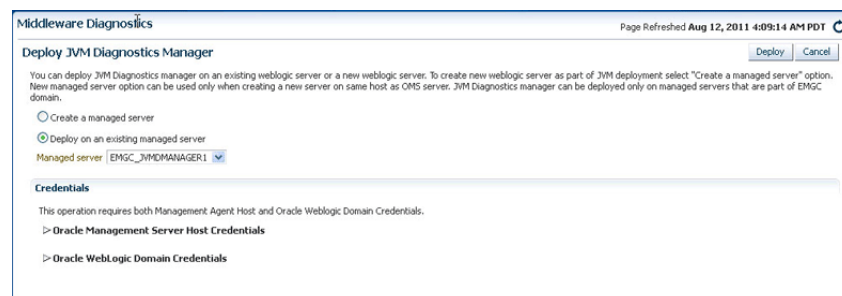 Middleware Diagnostics
Page Refreshed Aug 12, 2011 4:09:14 AM PDT
Deploy JVM Diagnostics Manager
Deploy Cancel
You can deploy JVM Diagnostics manager on an existing weblogic server or a new weblogic server. To create new weblogic server as part of JVM deployment select "Create a managed server" option.
New managed server option can be used only when creating a new server on same host as OMS server. JVM Diagnostics manager can be deployed only on managed servers that are part of EMGC
domain.
Create a managed server
Deploy on an existing managed server
Managed server EMGC_JVMDMANAGER1
Credentials
This operation requires both Management Agent Host and Oracle Weblogic Domain Credentials.
Oracle Management Server Host Credentials
Oracle WebLogic Domain Credentials